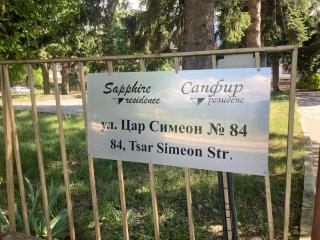 Sapphire residence
Сапфир резиденс
ул. Цар Симеон № 84
84, Tsar Simeon Str.